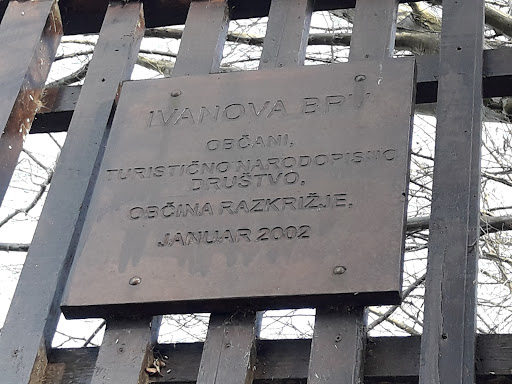 IVANOVA BRV
OBČANI,
TURISTIČNO NARODOPISNO
DRUŠTVO,
OBČINA RAZKRIŽJE,
JANUAR 2002